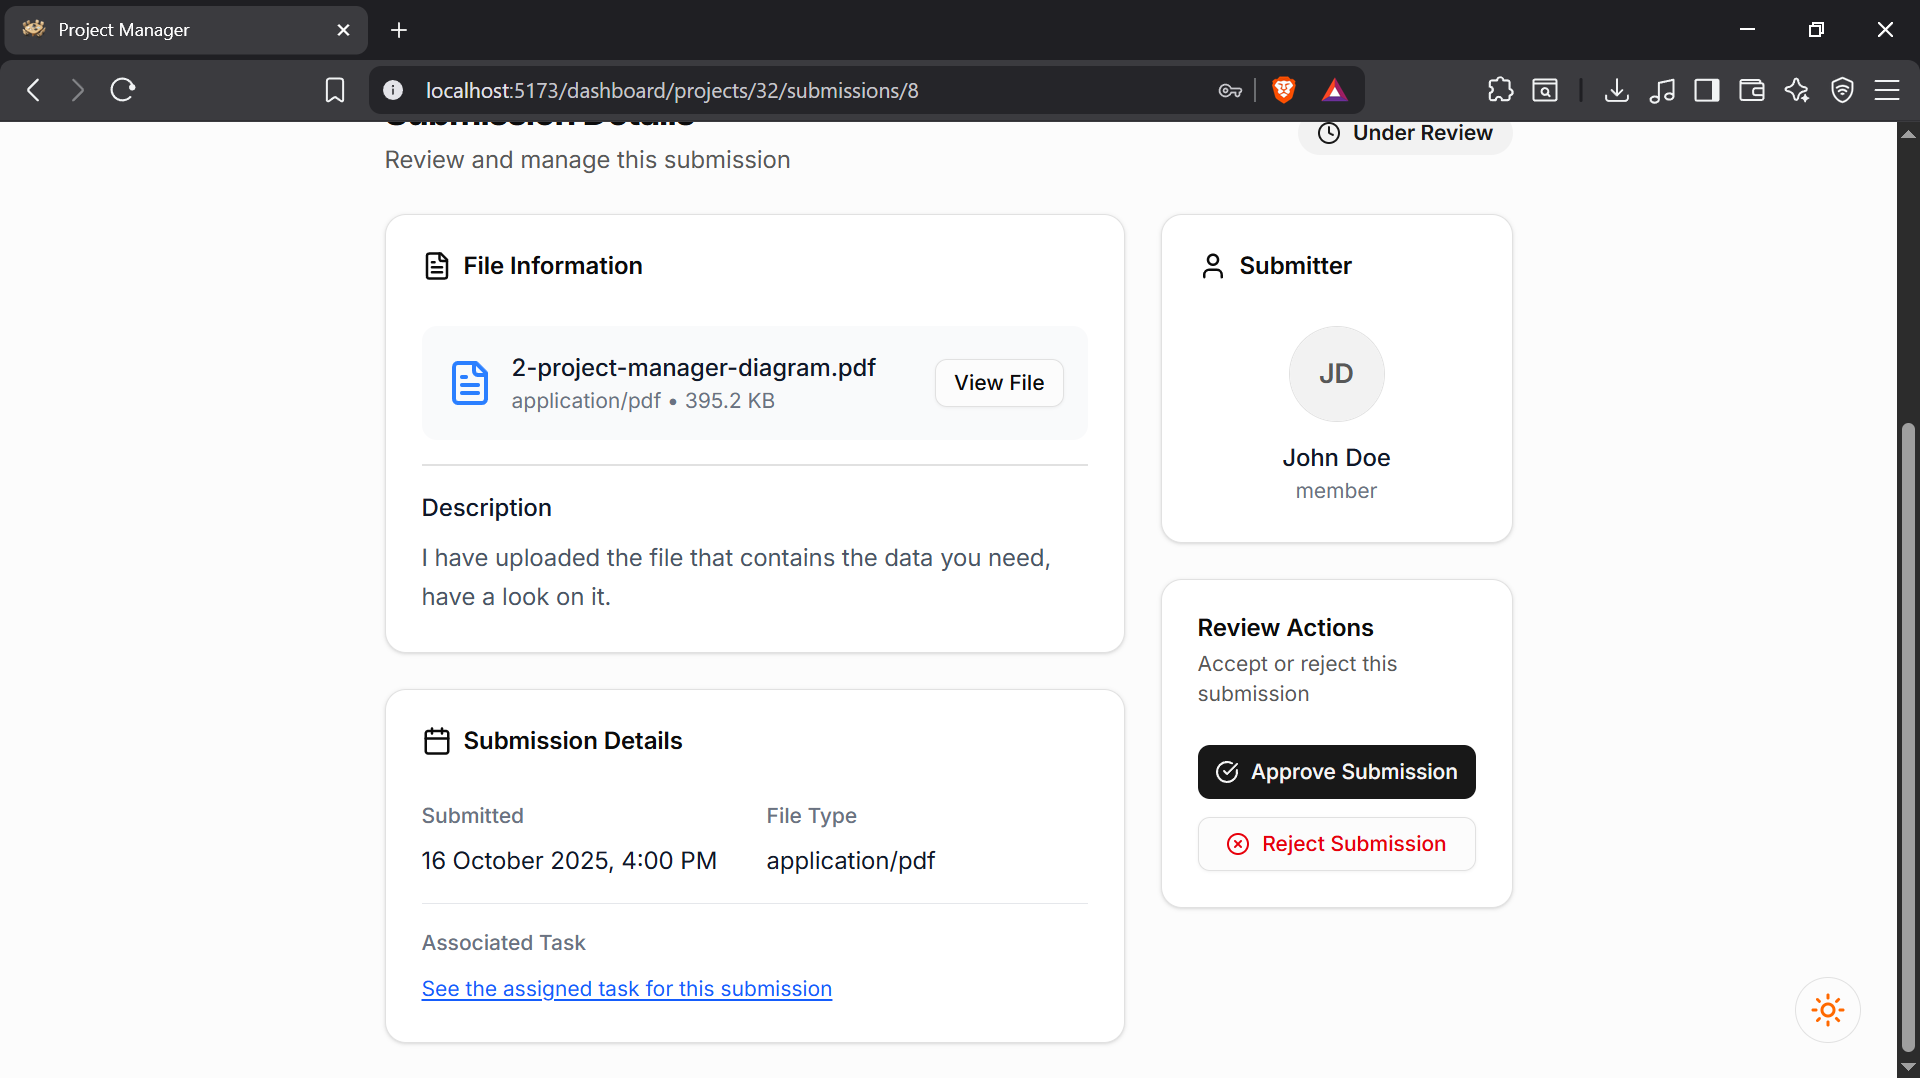 Project Manager
localhost:5173/dashboard/projects/32/submissions/8
Submission Details
Under Review
Review and manage this submission
File Information
2-project-manager-diagram.pdf
application/pdf • 395.2 KB
View File
Description
I have uploaded the file that contains the data you need,
have a look on it.
Submission Details
Submitted
File Type
16 October 2025, 4:00 PM
application/pdf
Associated Task
See the assigned task for this submission
Submitter
JD
John Doe
member
Review Actions
Accept or reject this
submission
Approve Submission
Reject Submission